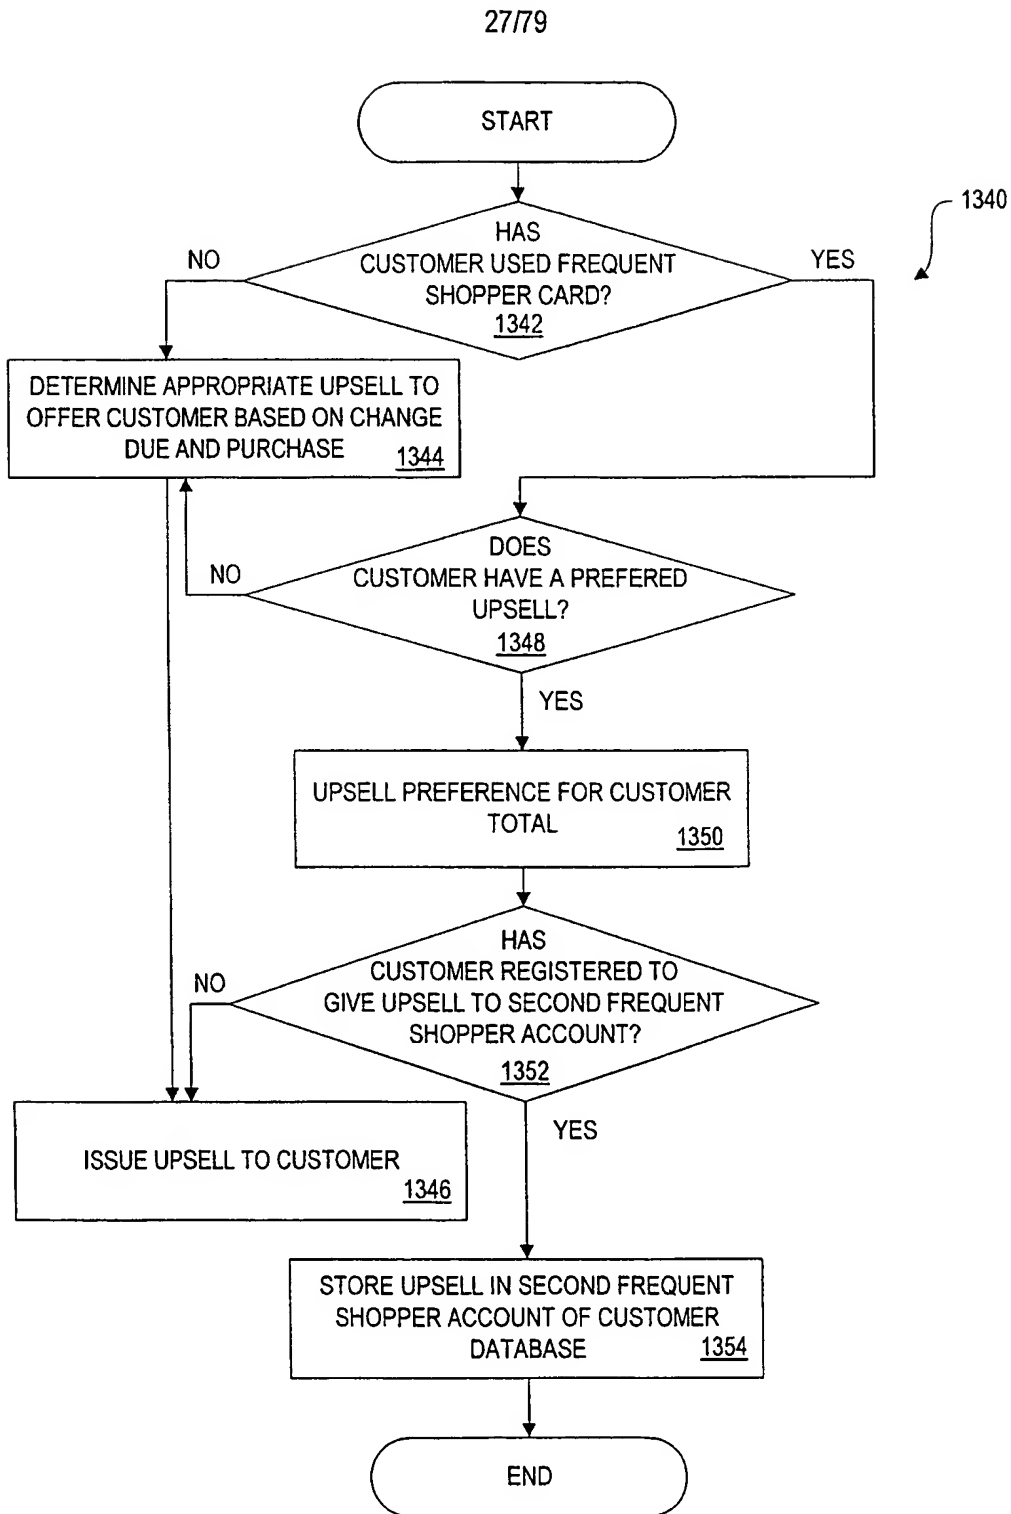 27/79
START
1340
HAS
CUSTOMER USED FREQUENT
SHOPPER CARD?
1342
NO
YES
DETERMINE APPROPRIATE UPSELL TO
OFFER CUSTOMER BASED ON CHANGE
DUE AND PURCHASE
1344
DOES
CUSTOMER HAVE A PREFERED
UPSELL?
1348
NO
YES
UPSELL PREFERENCE FOR CUSTOMER
TOTAL
1350
HAS
CUSTOMER REGISTERED TO
GIVE UPSELL TO SECOND FREQUENT
SHOPPER ACCOUNT?
1352
NO
YES
ISSUE UPSELL TO CUSTOMER
1346
STORE UPSELL IN SECOND FREQUENT
SHOPPER ACCOUNT OF CUSTOMER
DATABASE
1354
END